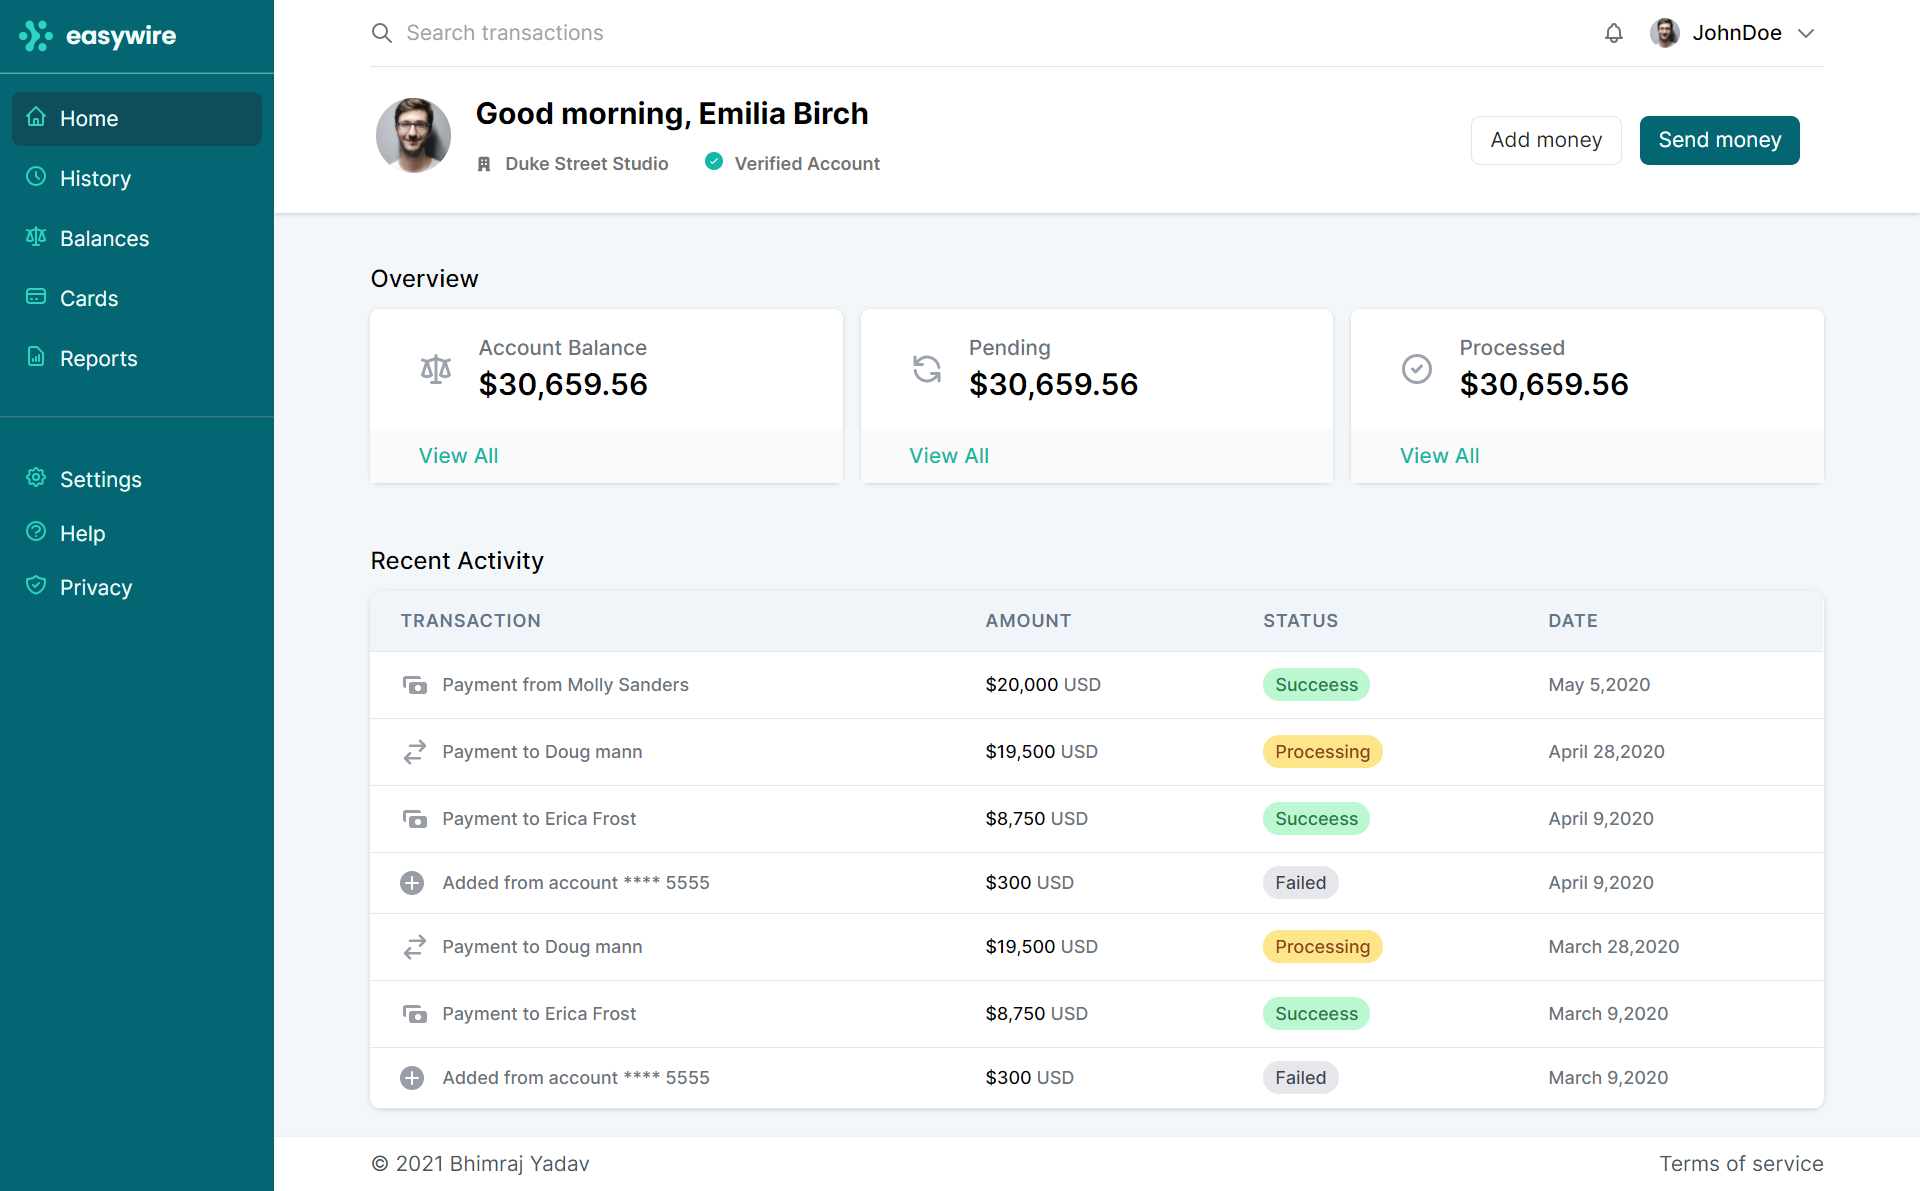 easywire
Home
History
Balances
Cards
Reports
Settings
Help
Privacy
Search transactions
JohnDoe
Good morning, Emilia Birch
Duke Street Studio Verified Account
Add money
Send money
Overview
Account Balance
$30,659.56
View All
Pending
$30,659.56
View All
Processed
$30,659.56
View All
Recent Activity
TRANSACTION AMOUNT STATUS DATE
Payment from Molly Sanders $20,000 USD Succeess May 5,2020
Payment to Doug mann $19,500 USD Processing April 28,2020
Payment to Erica Frost $8,750 USD Succeess April 9,2020
Added from account **** 5555 $300 USD Failed April 9,2020
Payment to Doug mann $19,500 USD Processing March 28,2020
Payment to Erica Frost $8,750 USD Succeess March 9,2020
Added from account **** 5555 $300 USD Failed March 9,2020
© 2021 Bhimraj Yadav
Terms of service